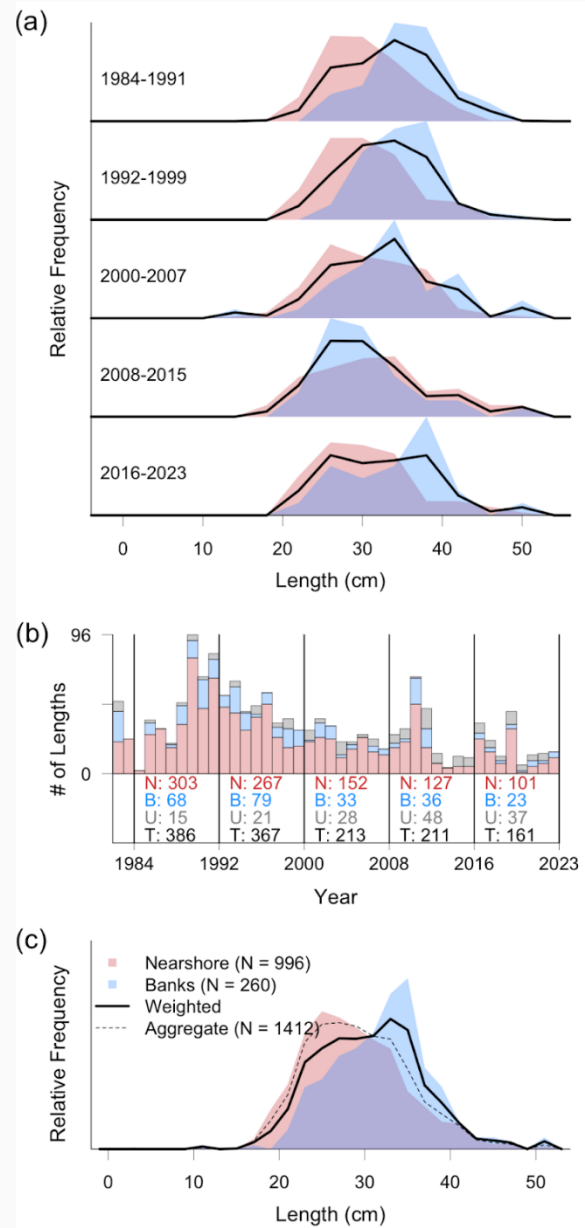 (a)
Relative Frequency
1984-1991
1992-1999
2000-2007
2008-2015
2016-2023
0 10 20 30 40 50
Length (cm)
(b)
# of Lengths
96
0
N: 303 N: 267 N: 152 N: 127 N: 101
B: 68 B: 79 B: 33 B: 36 B: 23
U: 15 U: 21 U: 28 U: 48 U: 37
T: 386 T: 367 T: 213 T: 211 T: 161
1984 1992 2000 2008 2016 2023
Year
(c)
Relative Frequency
Nearshore (N = 996)
Banks (N = 260)
Weighted
Aggregate (N = 1412)
0 10 20 30 40 50
Length (cm)